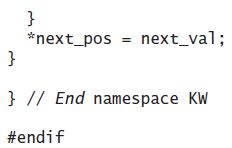 }
*next_pos = next_val;
}
} // End namespace KW
#endif